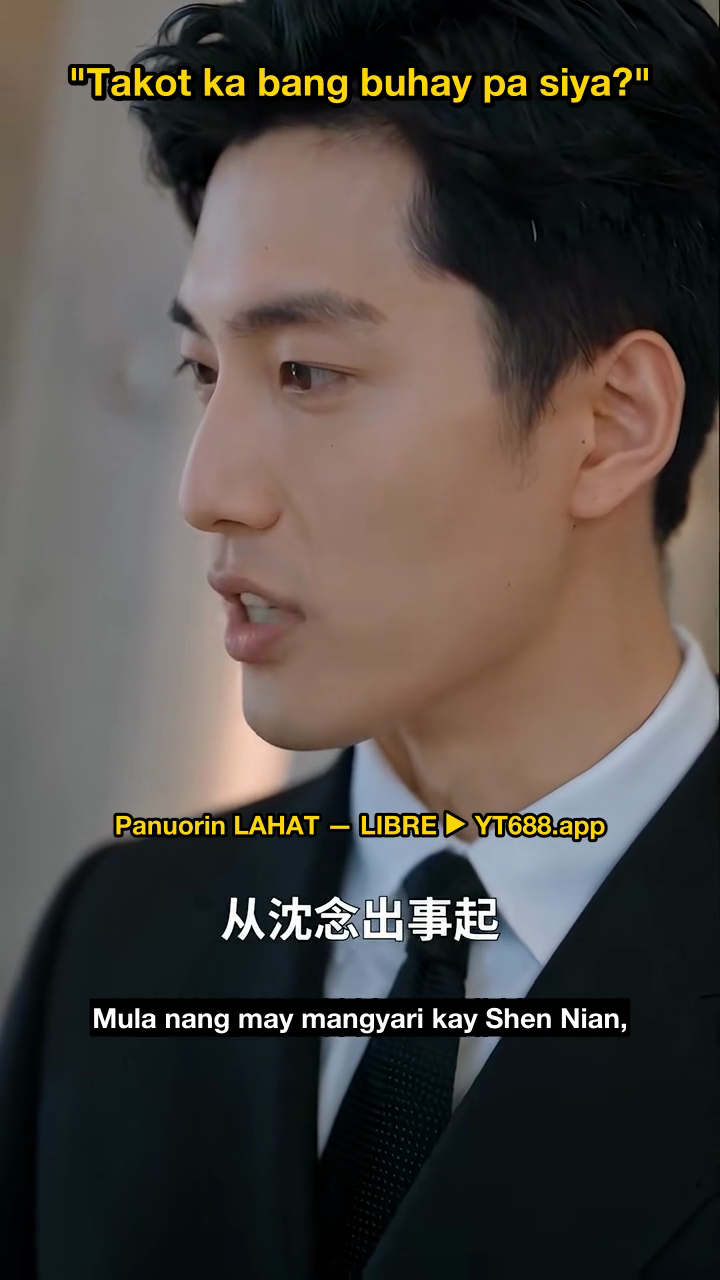 "Takot ka bang buhay pa siya?"
Panuorin LAHAT — LIBRE ▶ YT688.app
从沈念出事起
Mula nang may mangyari kay Shen Nian,